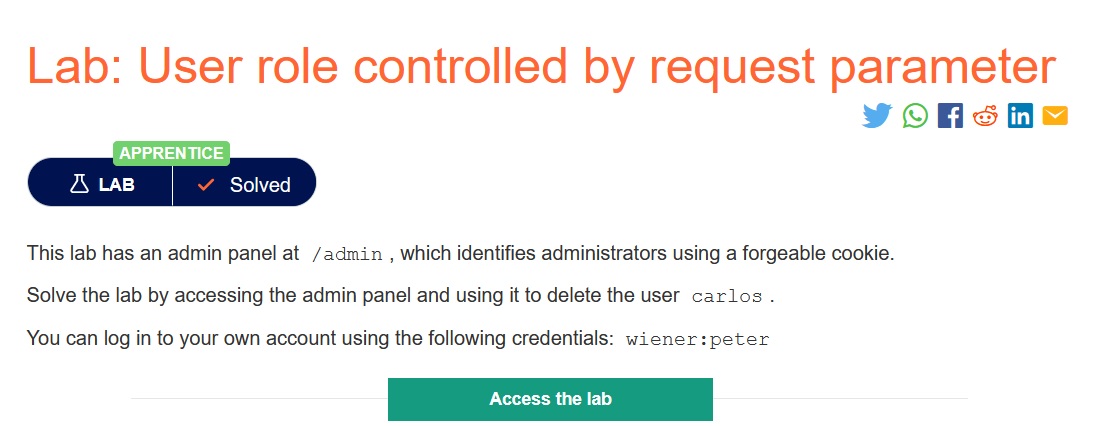 Lab: User role controlled by request parameter
APPRENTICE
LAB Solved
This lab has an admin panel at /admin , which identifies administrators using a forgeable cookie.
Solve the lab by accessing the admin panel and using it to delete the user carlos .
You can log in to your own account using the following credentials: wiener:peter
Access the lab